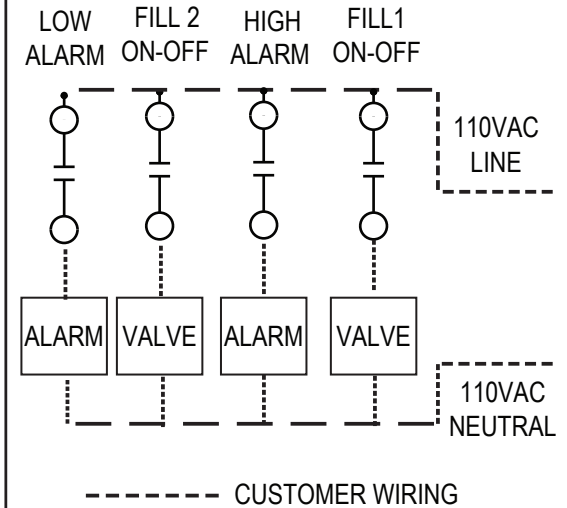 LOW
ALARM
FILL 2
ON-OFF
HIGH
ALARM
FILL1
ON-OFF
110VAC
LINE
ALARM
VALVE
ALARM
VALVE
110VAC
NEUTRAL
CUSTOMER WIRING